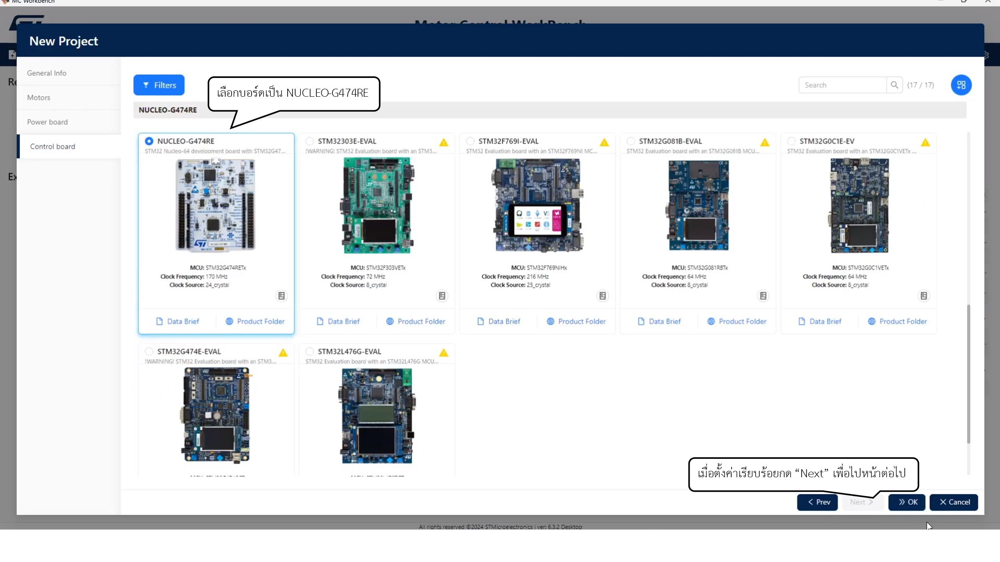 MC Workbench
Motor Control WorkBench
New Project
General Info
Motors
Power board
Control board
Filters
เลือกบอร์ดเป็น NUCLEO-G474RE
Search
(17 / 17)
NUCLEO-G474RE
NUCLEO-G474RE
STM32 Nucleo-64 development board with STM32G47...
MCU: STM32G474RETx
Clock Frequency: 170 MHz
Clock Source: 24_crystal
Data Brief
Product Folder
STM32303E-EVAL
!WARNING! STM32 Evaluation board with an STM3...
MCU: STM32F303VETx
Clock Frequency: 72 MHz
Clock Source: 8_crystal
Data Brief
Product Folder
STM32F769I-EVAL
STM32 Evaluation board with an STM32F769NI MC...
MCU: STM32F769NIHx
Clock Frequency: 216 MHz
Clock Source: 25_crystal
Data Brief
Product Folder
STM32G081B-EVAL
STM32 Evaluation board with an STM32G081B MCU...
MCU: STM32G081RBTx
Clock Frequency: 64 MHz
Clock Source: 8_crystal
Data Brief
Product Folder
STM32G0C1E-EV
STM32 Evaluation board with an STM32G0C1VETx ...
MCU: STM32G0C1VETx
Clock Frequency: 64 MHz
Clock Source: 8_crystal
Data Brief
Product Folder
STM32G474E-EVAL
!WARNING! STM32 Evaluation board with an STM3...
STM32L476G-EVAL
STM32 Evaluation board with an STM32L476G MCU...
เมื่อตั้งค่าเรียบร้อยกด “Next” เพื่อไปหน้าต่อไป
Prev
Next
OK
Cancel
All rights reserved ©2024 STMicroelectronics | ver: 6.3.2 Desktop